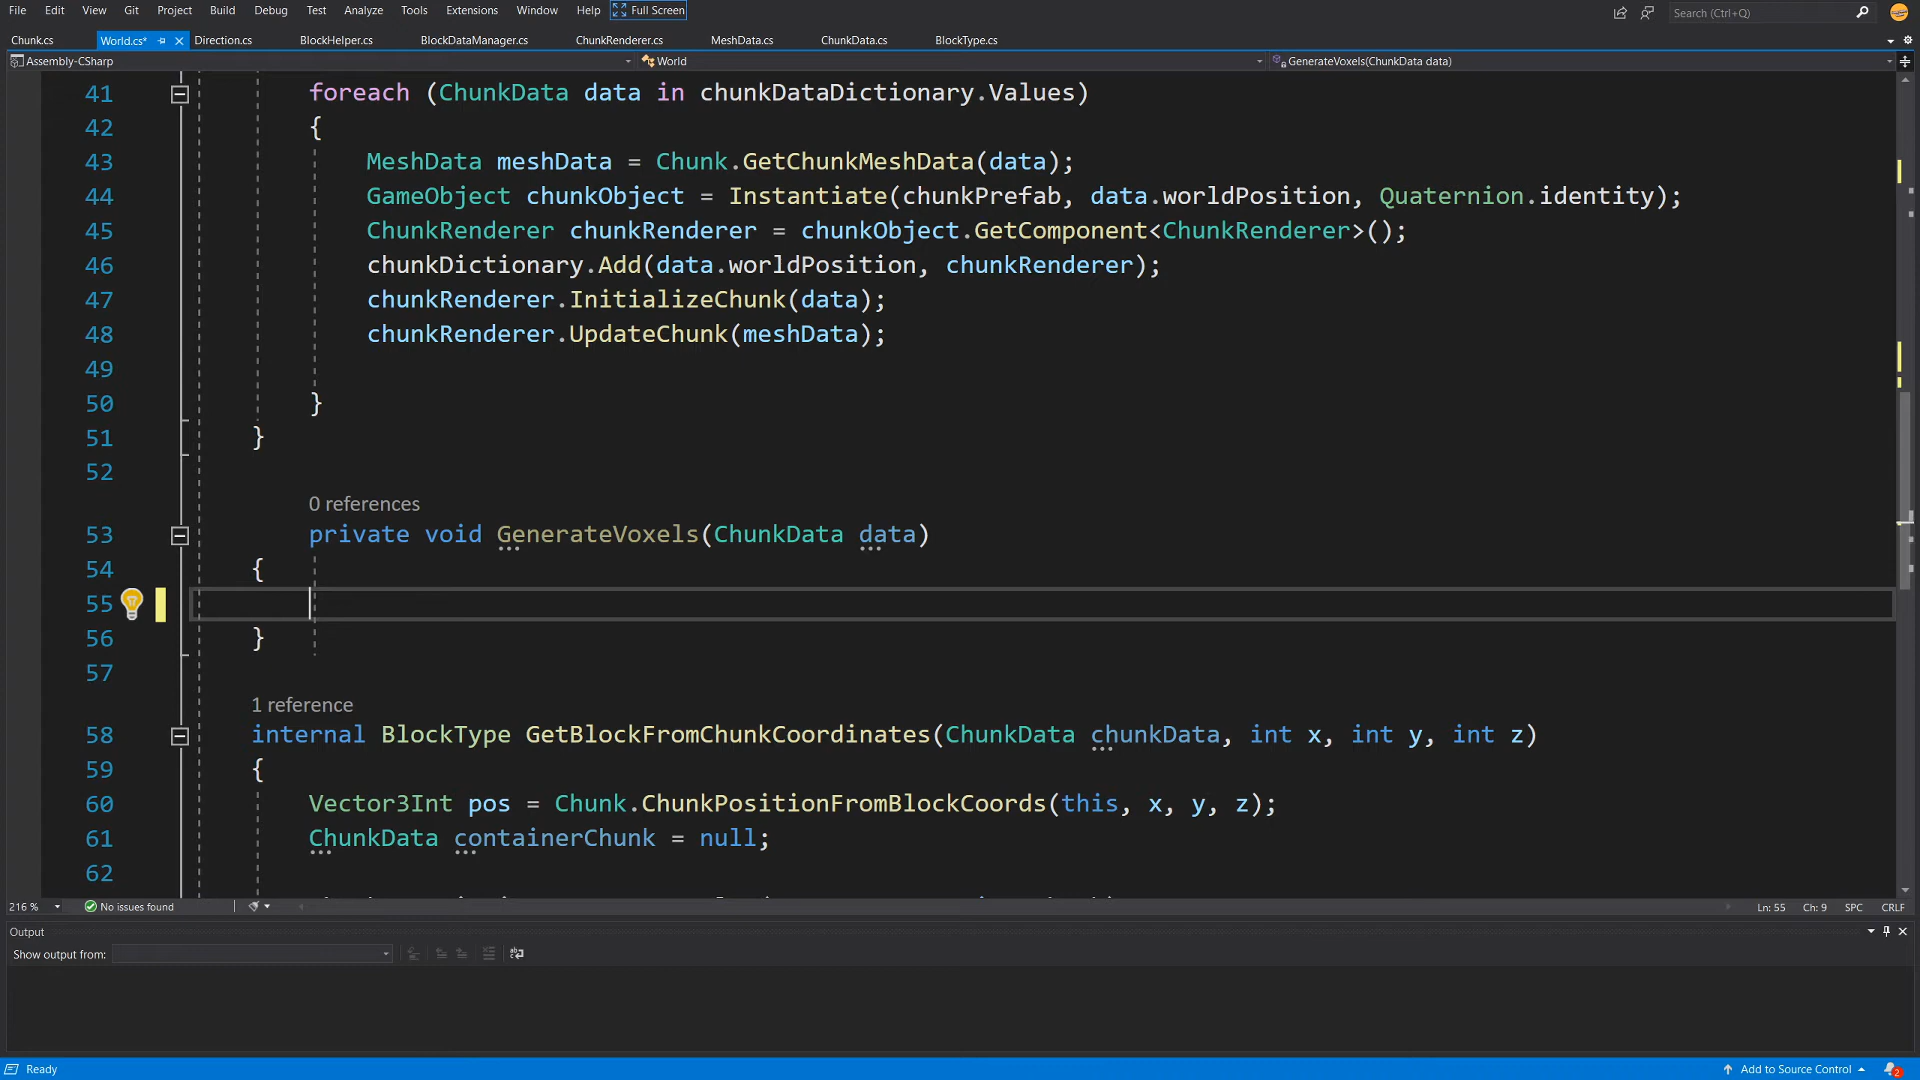 File Edit View Git Project Build Debug Test Analyze Tools Extensions Window Help Full Screen Search (Ctrl+Q)
Chunk.cs World.cs* Direction.cs BlockHelper.cs BlockDataManager.cs ChunkRenderer.cs MeshData.cs ChunkData.cs BlockType.cs
Assembly-CSharp World GenerateVoxels(ChunkData data)
41 foreach (ChunkData data in chunkDataDictionary.Values)
42 {
43 MeshData meshData = Chunk.GetChunkMeshData(data);
44 GameObject chunkObject = Instantiate(chunkPrefab, data.worldPosition, Quaternion.identity);
45 ChunkRenderer chunkRenderer = chunkObject.GetComponent<ChunkRenderer>();
46 chunkDictionary.Add(data.worldPosition, chunkRenderer);
47 chunkRenderer.InitializeChunk(data);
48 chunkRenderer.UpdateChunk(meshData);
49
50 }
51 }
52
0 references
53 private void GenerateVoxels(ChunkData data)
54 {
55
56 }
57
1 reference
58 internal BlockType GetBlockFromChunkCoordinates(ChunkData chunkData, int x, int y, int z)
59 {
60 Vector3Int pos = Chunk.ChunkPositionFromBlockCoords(this, x, y, z);
61 ChunkData containerChunk = null;
62
216 % No issues found Ln: 55 Ch: 9 SPC CRLF
Output
Show output from:
Ready Add to Source Control 2